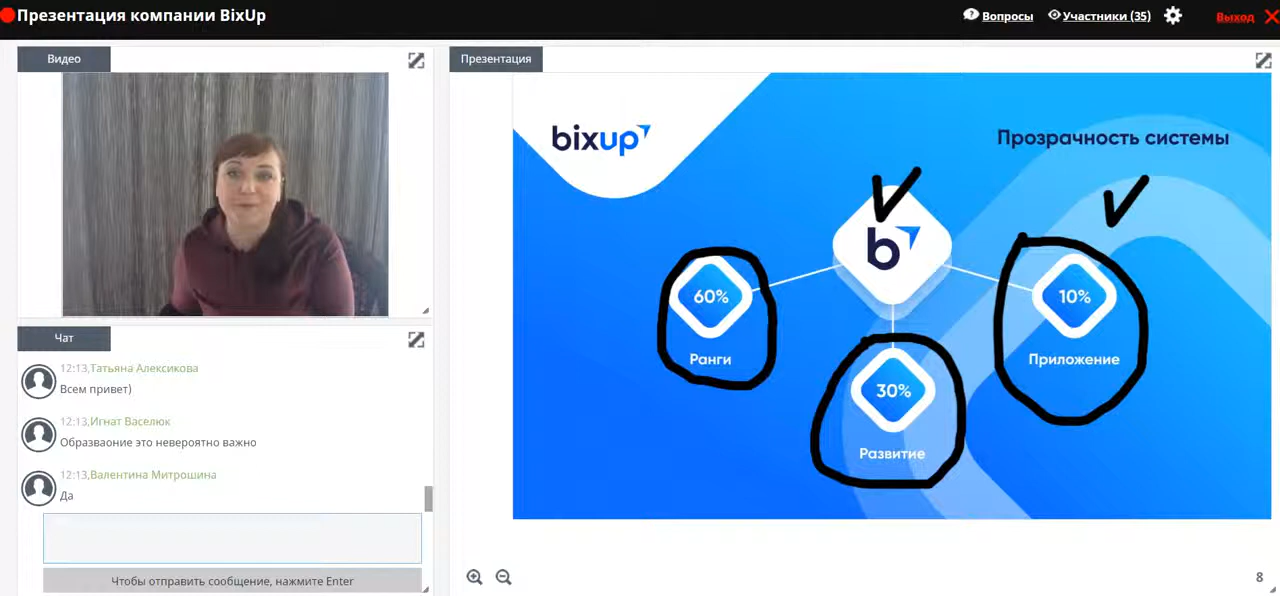 Презентация компании BixUp
Вопросы
Участники (35)
Выход
Видео
Презентация
bixup
Прозрачность системы
b
60%
10%
Ранги
Приложение
30%
Развитие
Чат
12:13,Татьяна Алексикова
Всем привет)
12:13,Игнат Васелюк
Образваоние это невероятно важно
12:13,Валентина Митрошина
Да
Чтобы отправить сообщение, нажмите Enter
8